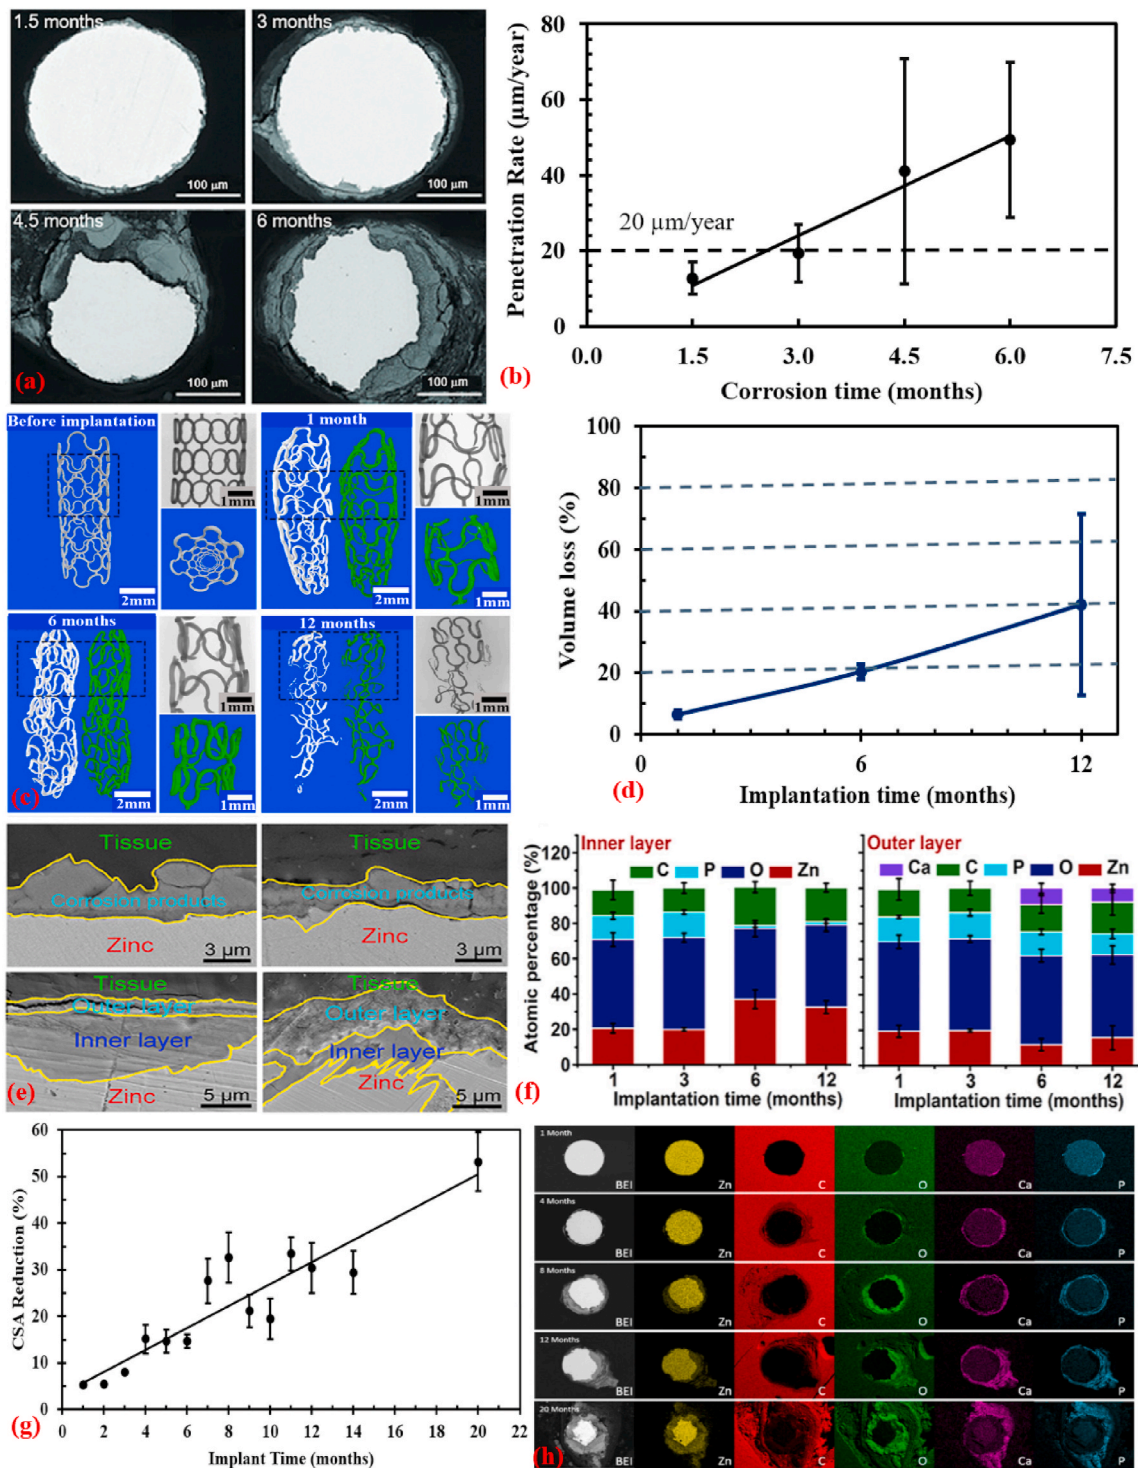 1.5 months
100 µm
3 months
100 µm
4.5 months
100 µm
6 months
100 µm
(a)
Penetration Rate (µm/year)
80
60
40
20
0
20 µm/year
0.0 1.5 3.0 4.5 6.0 7.5
Corrosion time (months)
(b)
Before implantation
2mm
1mm
1 month
2mm
1mm
1mm
6 months
2mm
1mm
1mm
12 months
2mm
1mm
1mm
(c)
Volume loss (%)
100
80
60
40
20
0
0 6 12
Implantation time (months)
(d)
Tissue
Corrosion products
Zinc
3 µm
Tissue
Corrosion products
Zinc
3 µm
Tissue
Outer layer
Inner layer
Zinc
5 µm
Tissue
Outer layer
Inner layer
Zinc
5 µm
(e)
Atomic percentage (%)
120
100
80
60
40
20
0
Inner layer
C P O Zn
1 3 6 12
Implantation time (months)
Outer layer
Ca C P O Zn
1 3 6 12
Implantation time (months)
(f)
CSA Reduction (%)
60
50
40
30
20
10
0
0 2 4 6 8 10 12 14 16 18 20 22
Implant Time (months)
(g)
1 Month
BEI Zn C O Ca P
4 Months
BEI Zn C O Ca P
8 Months
BEI Zn C O Ca P
12 Months
BEI Zn C O Ca P
20 Months
BEI Zn C O Ca P
(h)